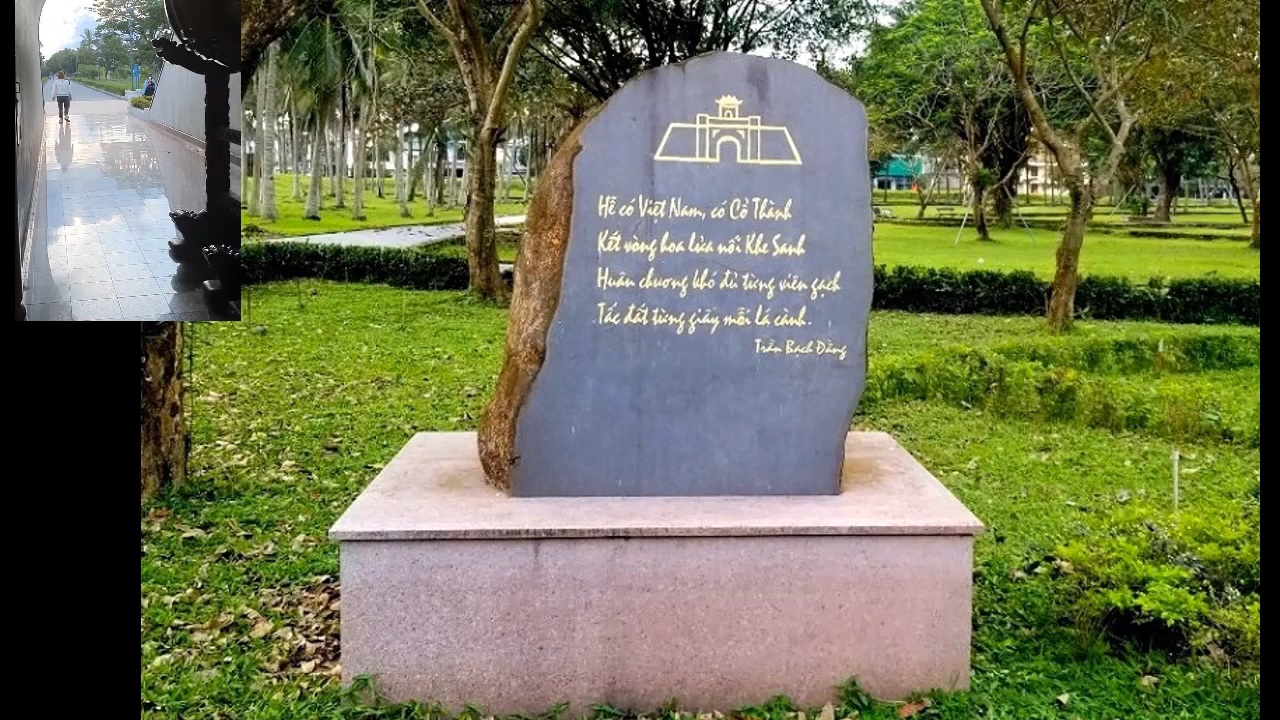 Hễ có Việt Nam, có Cổ Thành
Kết vòng hoa lửa nối Khe Sanh
Huân chương khó đủ từng viên gạch
Tấc đất từng giây mỗi lá cành.
Trần Bạch Đằng